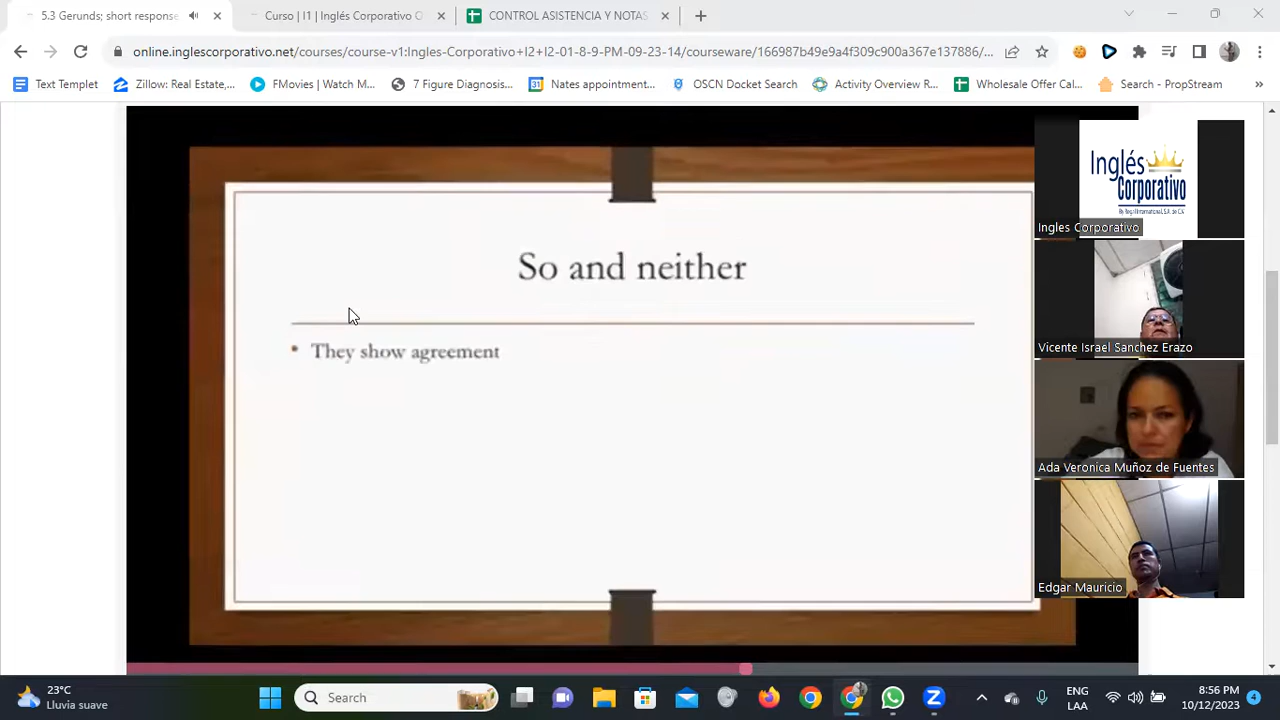 5.3 Gerunds; short response
Curso | I1 | Inglés Corporativo O
CONTROL ASISTENCIA Y NOTAS
online.inglescorporativo.net/courses/course-v1:Ingles-Corporativo+I2+I2-01-8-9-PM-09-23-14/courseware/166987b49e9a4f309c900a367e137886/...
Text Templet
Zillow: Real Estate,...
FMovies | Watch M...
7 Figure Diagnosis...
31
Nates appointment...
OSCN Docket Search
Activity Overview R...
Wholesale Offer Cal...
Search - PropStream
»
Inglés
Corporativo
Ingles Corporativo
So and neither
• They show agreement
Vicente Israel Sanchez Erazo
Ada Veronica Muñoz de Fuentes
Edgar Mauricio
23°C
Lluvia suave
Search
ENG
LAA
8:56 PM
10/12/2023
4